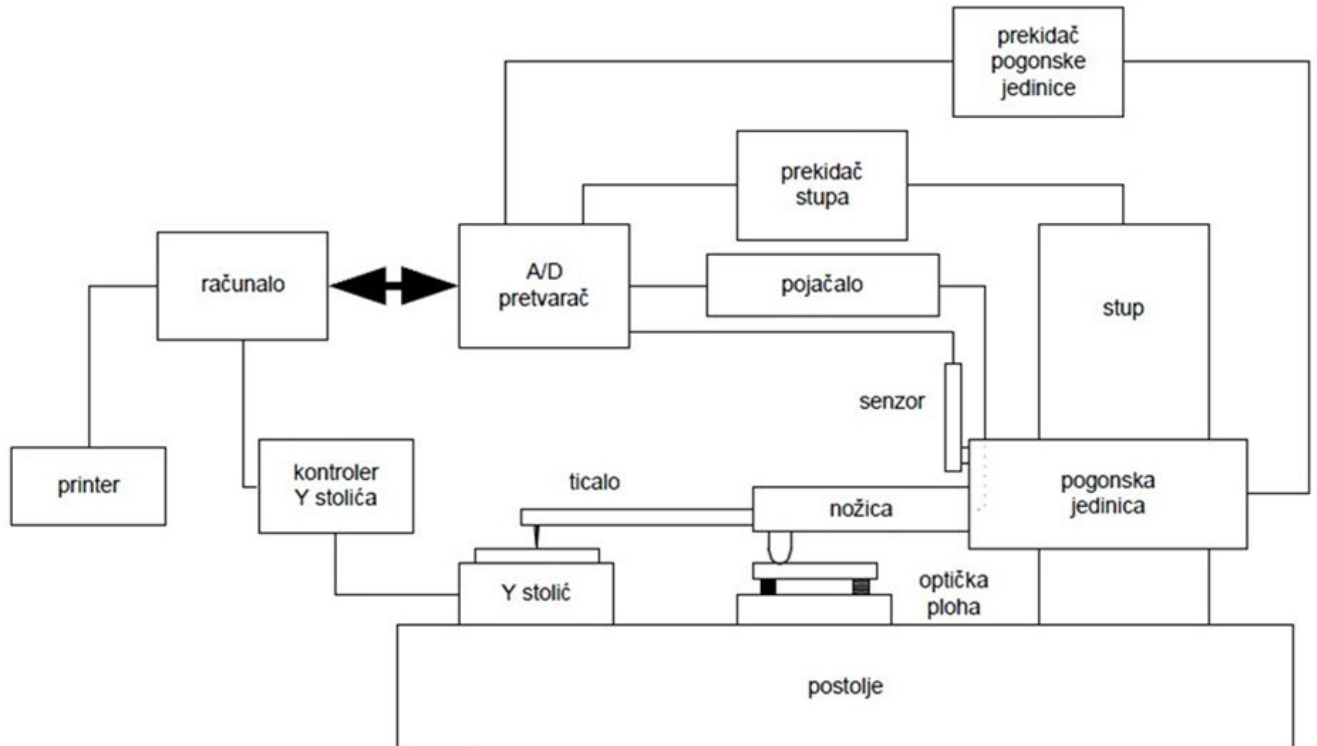 prekidač
pogonske
jedinice
prekidač
stupa
računalo
A/D
pretvarač
pojačalo
stup
senzor
printer
kontroler
Y stolića
ticalo
nožica
pogonska
jedinica
Y stolić
optička
ploha
postolje